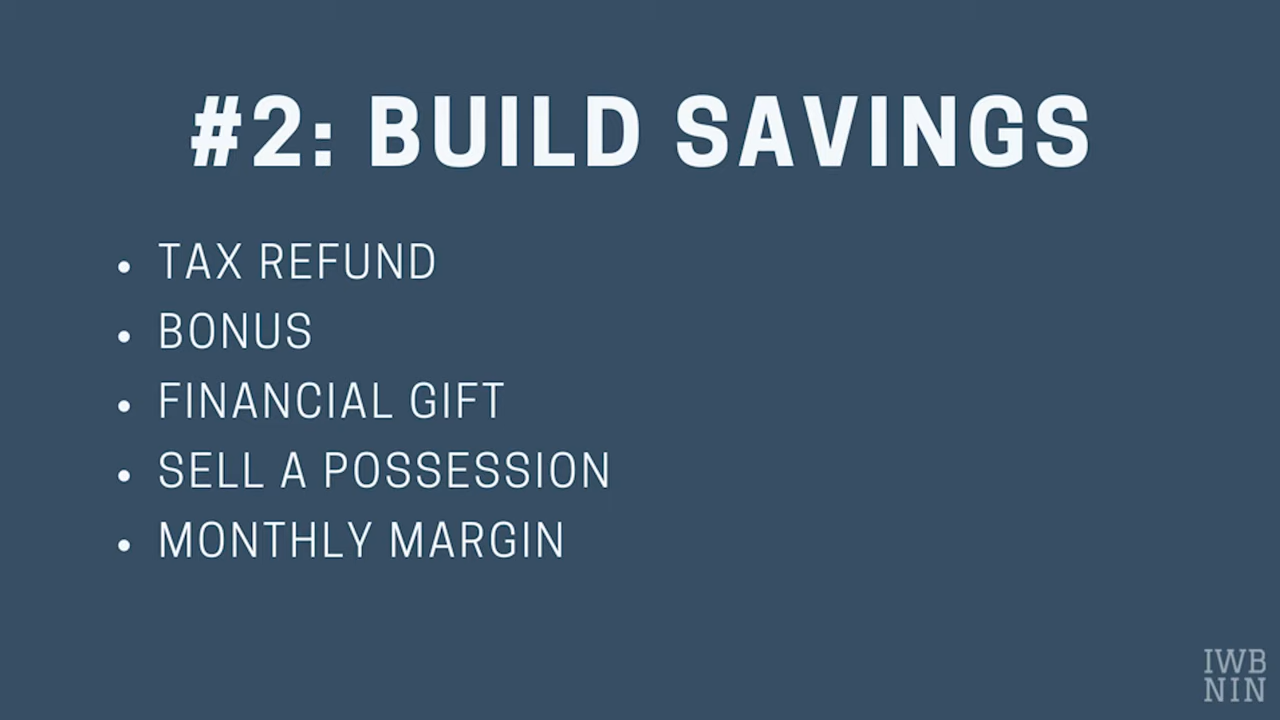 #2: BUILD SAVINGS
• TAX REFUND
• BONUS
• FINANCIAL GIFT
• SELL A POSSESSION
• MONTHLY MARGIN
IWB
NIN